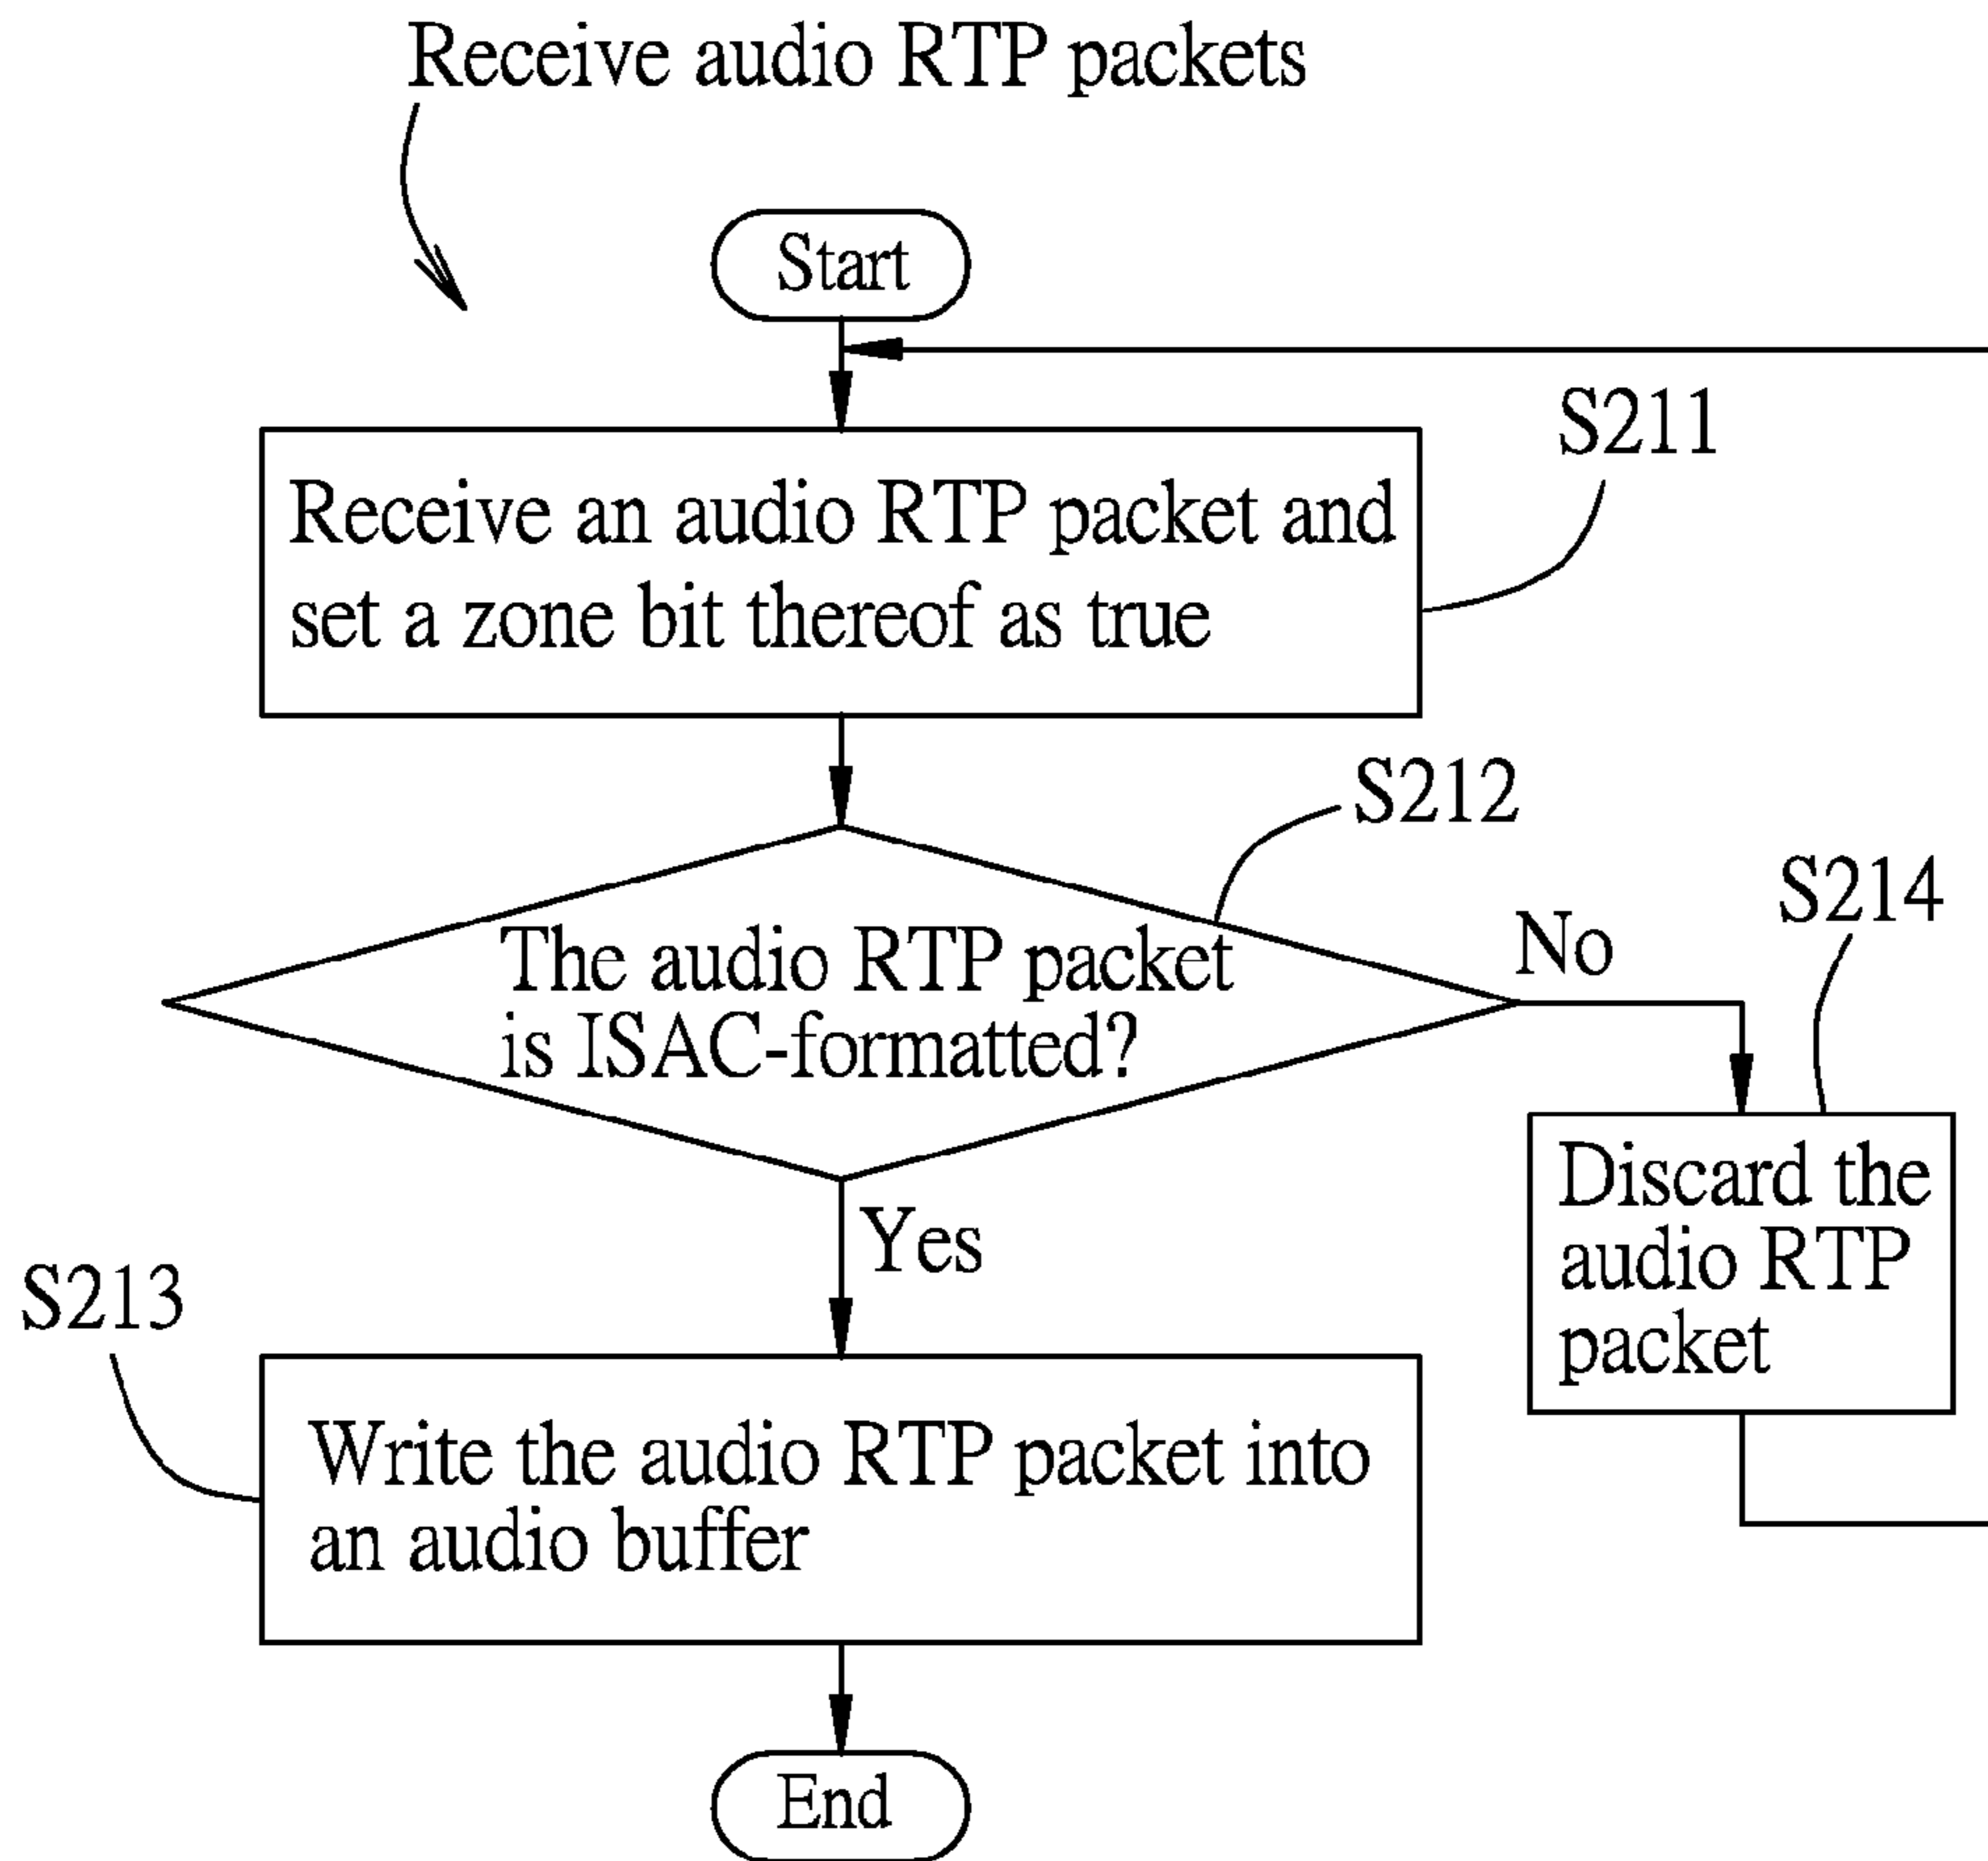 Receive audio RTP packets
Start
S211
Receive an audio RTP packet and
set a zone bit thereof as true
S212
The audio RTP packet
is ISAC-formatted?
No
S214
Discard the
audio RTP
packet
Yes
S213
Write the audio RTP packet into
an audio buffer
End